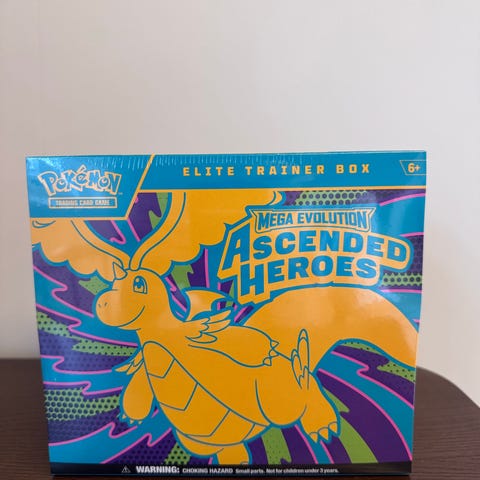 ELITE TRAINER BOX
6+
POKéMON
TRADING CARD GAME
MEGA EVOLUTION
ASCENDED
HEROES
WARNING: CHOKING HAZARD Small parts. Not for children under 3 years.